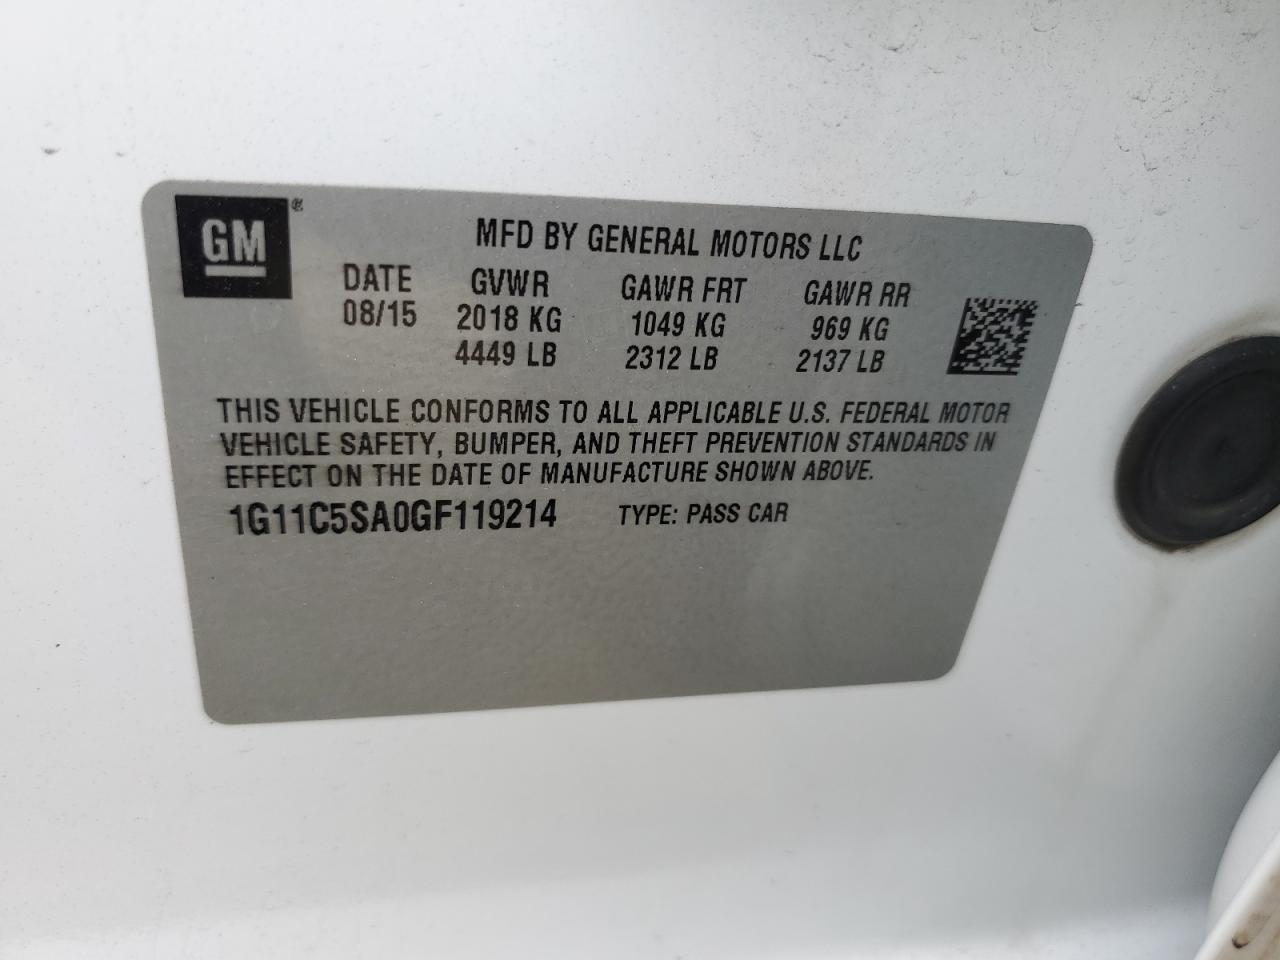 GM ®
MFD BY GENERAL MOTORS LLC
DATE GVWR GAWR FRT GAWR RR
08/15 2018 KG 1049 KG 969 KG
4449 LB 2312 LB 2137 LB
THIS VEHICLE CONFORMS TO ALL APPLICABLE U.S. FEDERAL MOTOR
VEHICLE SAFETY, BUMPER, AND THEFT PREVENTION STANDARDS IN
EFFECT ON THE DATE OF MANUFACTURE SHOWN ABOVE.
1G11C5SA0GF119214 TYPE: PASS CAR